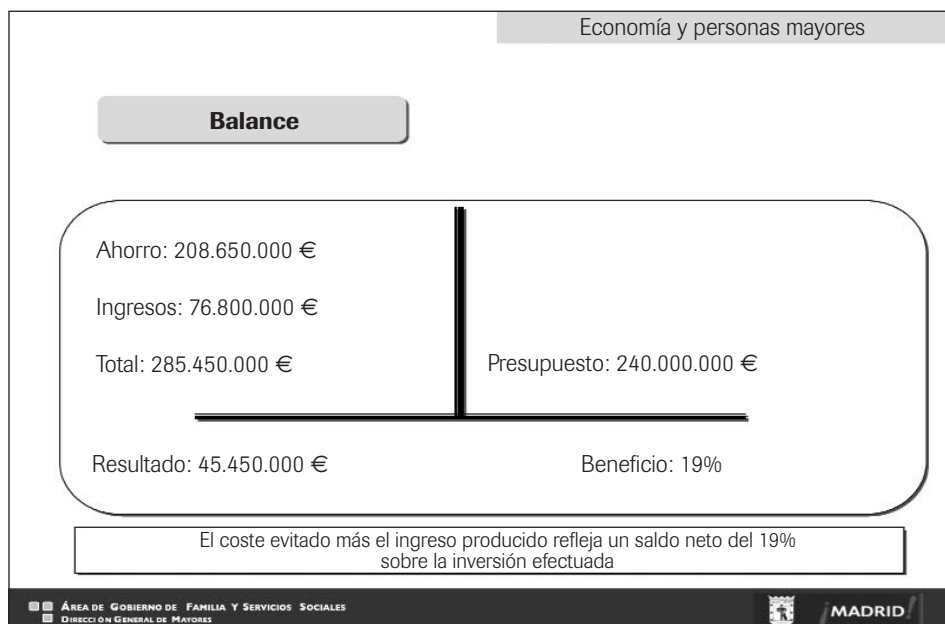 Economía y personas mayores
Balance
Ahorro: 208.650.000 €
Ingresos: 76.800.000 €
Total: 285.450.000 €
Presupuesto: 240.000.000 €
Resultado: 45.450.000 €
Beneficio: 19%
El coste evitado más el ingreso producido refleja un saldo neto del 19%
sobre la inversión efectuada
ÁREA DE GOBIERNO DE FAMILIA Y SERVICIOS SOCIALES
DIRECCIÓN GENERAL DE MAYORES
¡MADRID!